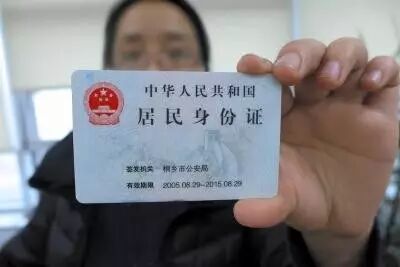 中华人民共和国
居民身份证
签发机关 桐乡市公安局
有效期限 2005.08.29-2015.08.29